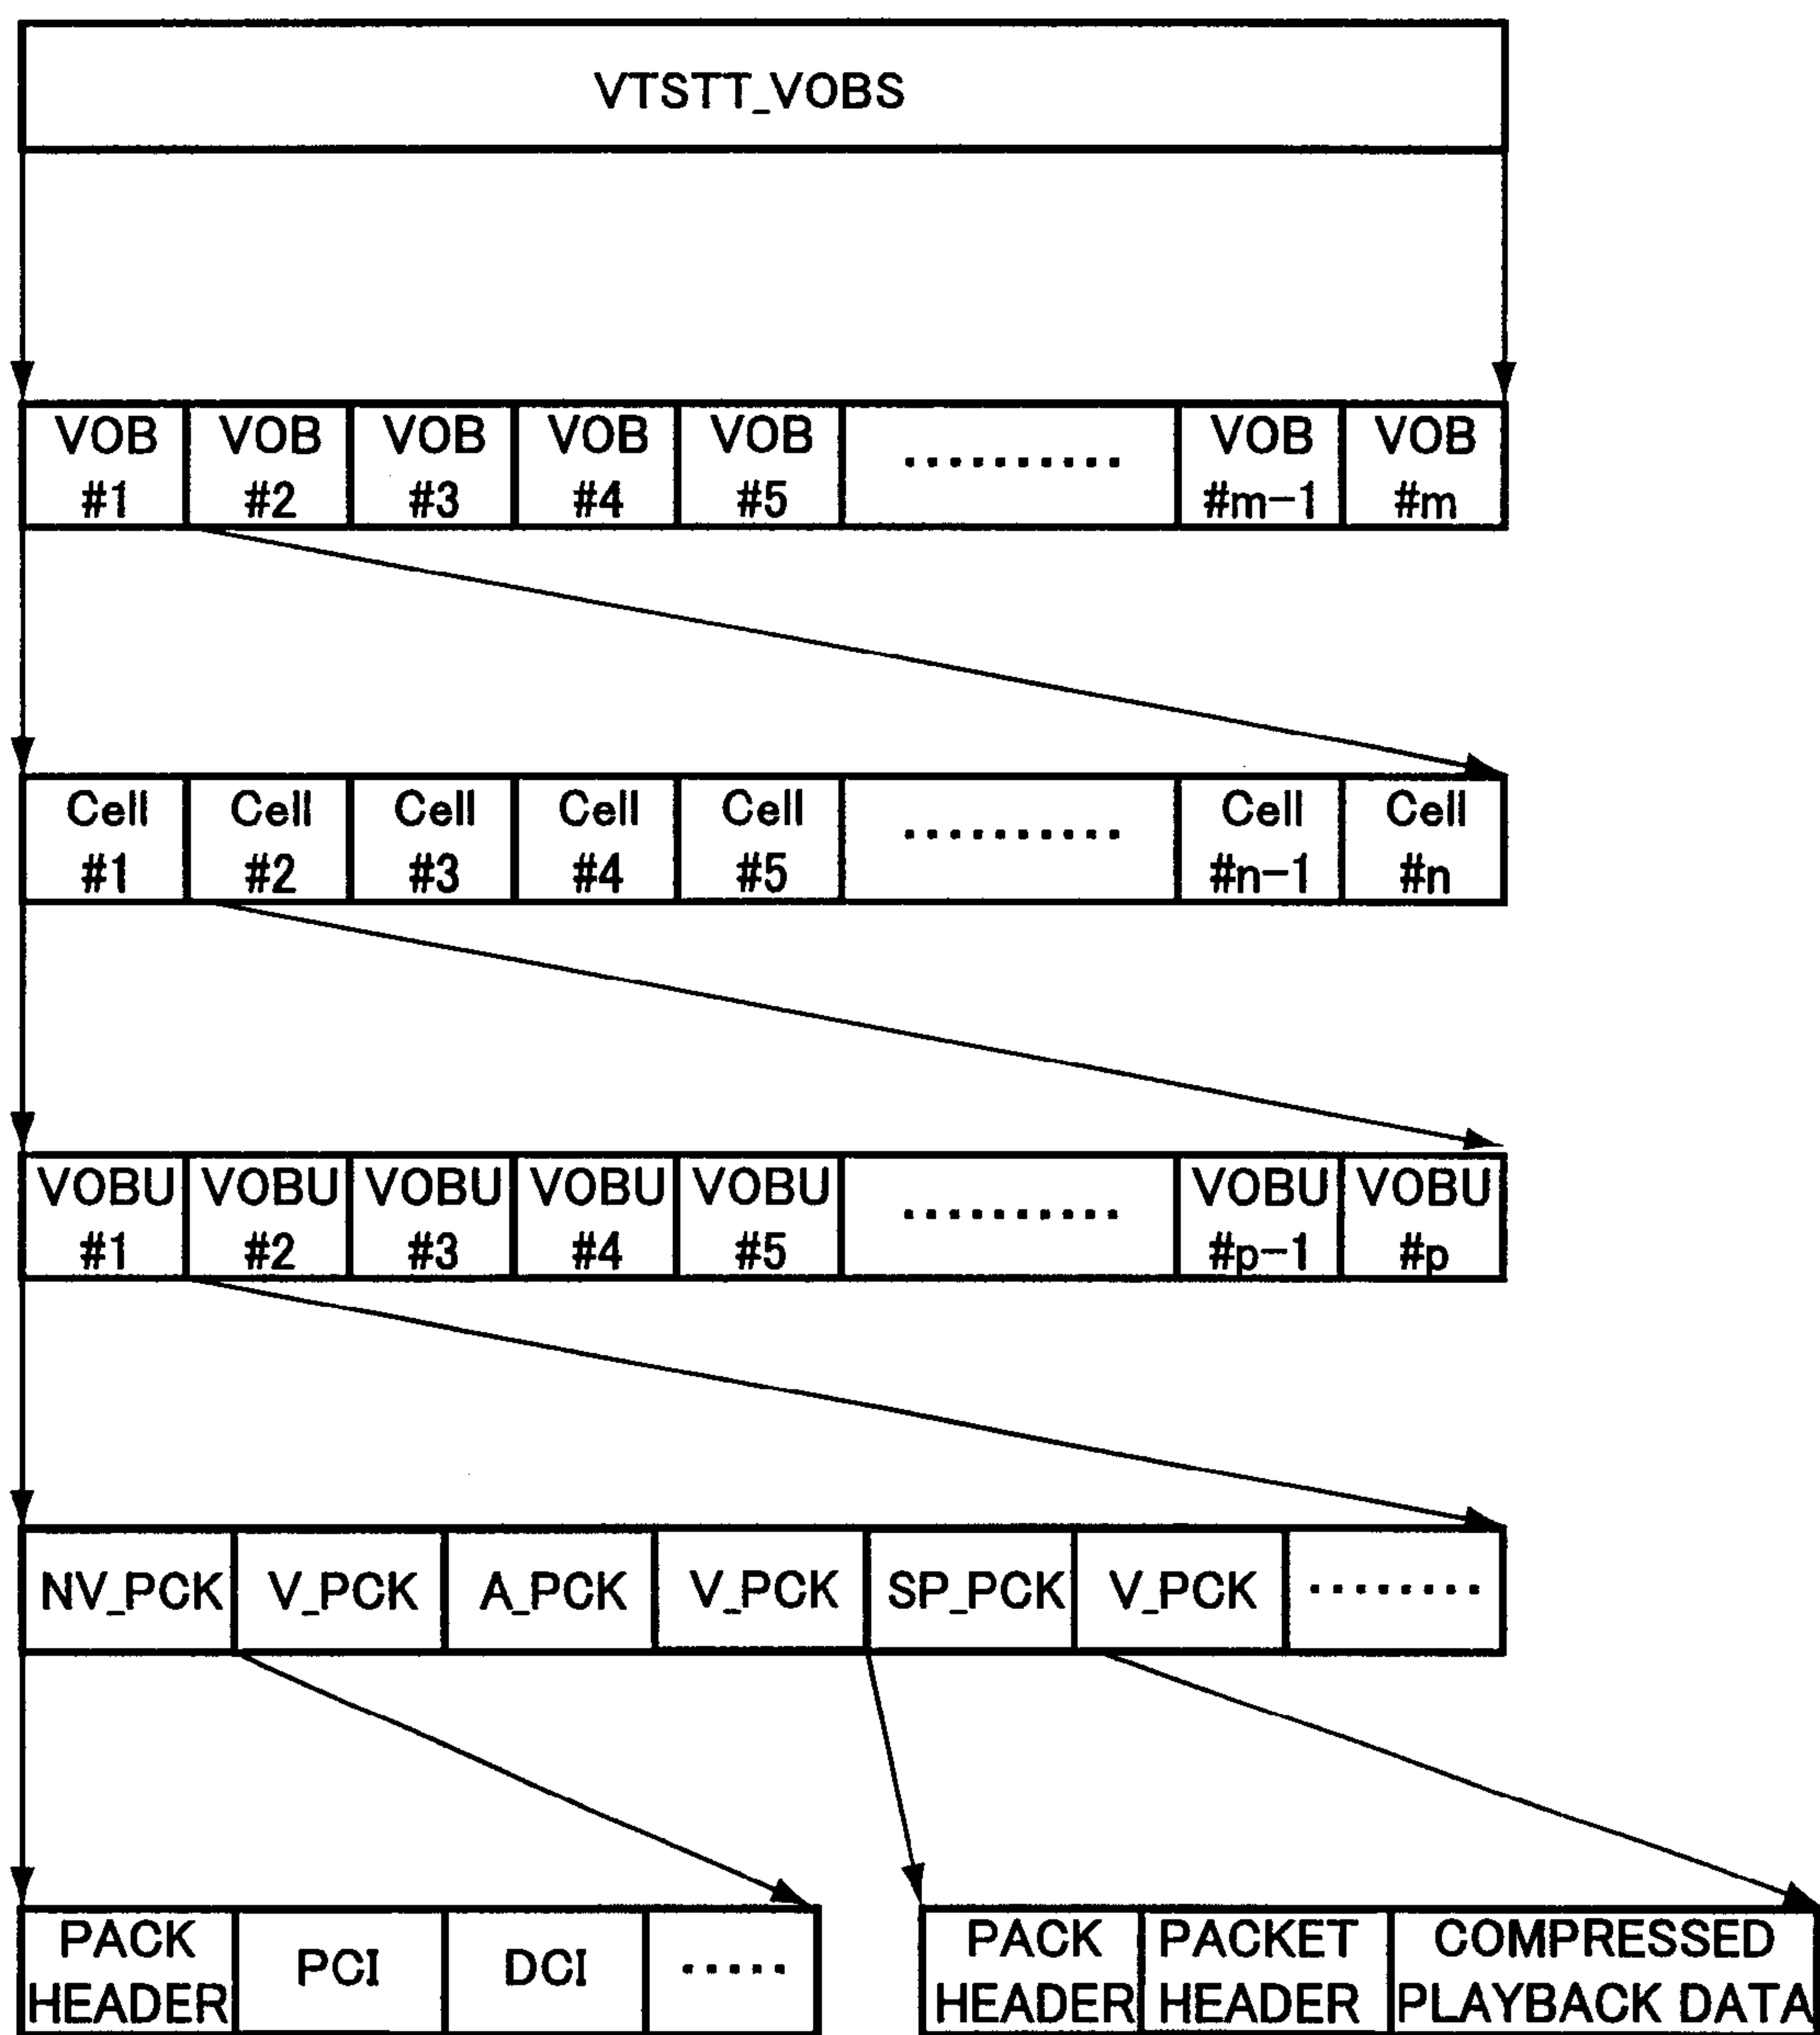 VTSTT_VOBS
VOB VOB VOB VOB VOB .......... VOB VOB
#1 #2 #3 #4 #5 #m-1 #m
Cell Cell Cell Cell Cell .......... Cell Cell
#1 #2 #3 #4 #5 #n-1 #n
VOBU VOBU VOBU VOBU VOBU .......... VOBU VOBU
#1 #2 #3 #4 #5 #p-1 #p
NV_PCK V_PCK A_PCK V_PCK SP_PCK V_PCK ........
PACK HEADER PCI DCI ..... PACK HEADER PACKET HEADER COMPRESSED PLAYBACK DATA